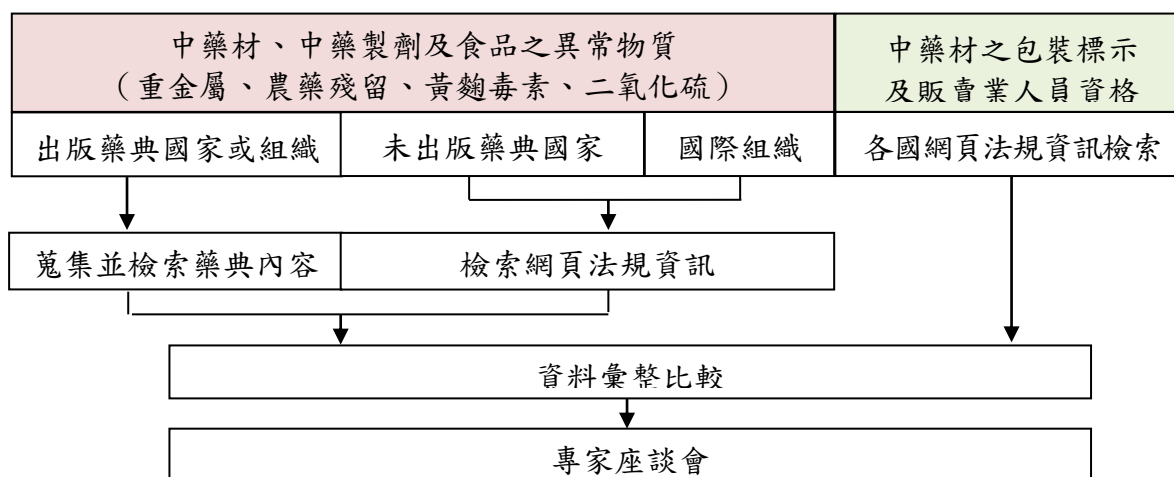 中藥材、中藥製劑及食品之異常物質
（重金屬、農藥殘留、黃麴毒素、二氧化硫）
中藥材之包裝標示
及販賣業人員資格
出版藥典國家或組織
未出版藥典國家
國際組織
各國網頁法規資訊檢索
蒐集並檢索藥典內容
檢索網頁法規資訊
資料彙整比較
專家座談會